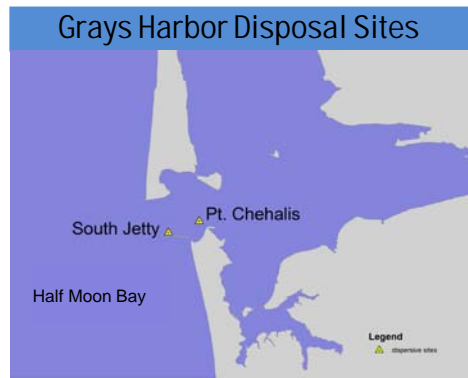 Grays Harbor Disposal Sites
Pt. Chehalis
South Jetty
Half Moon Bay
Legend
dispersive sites